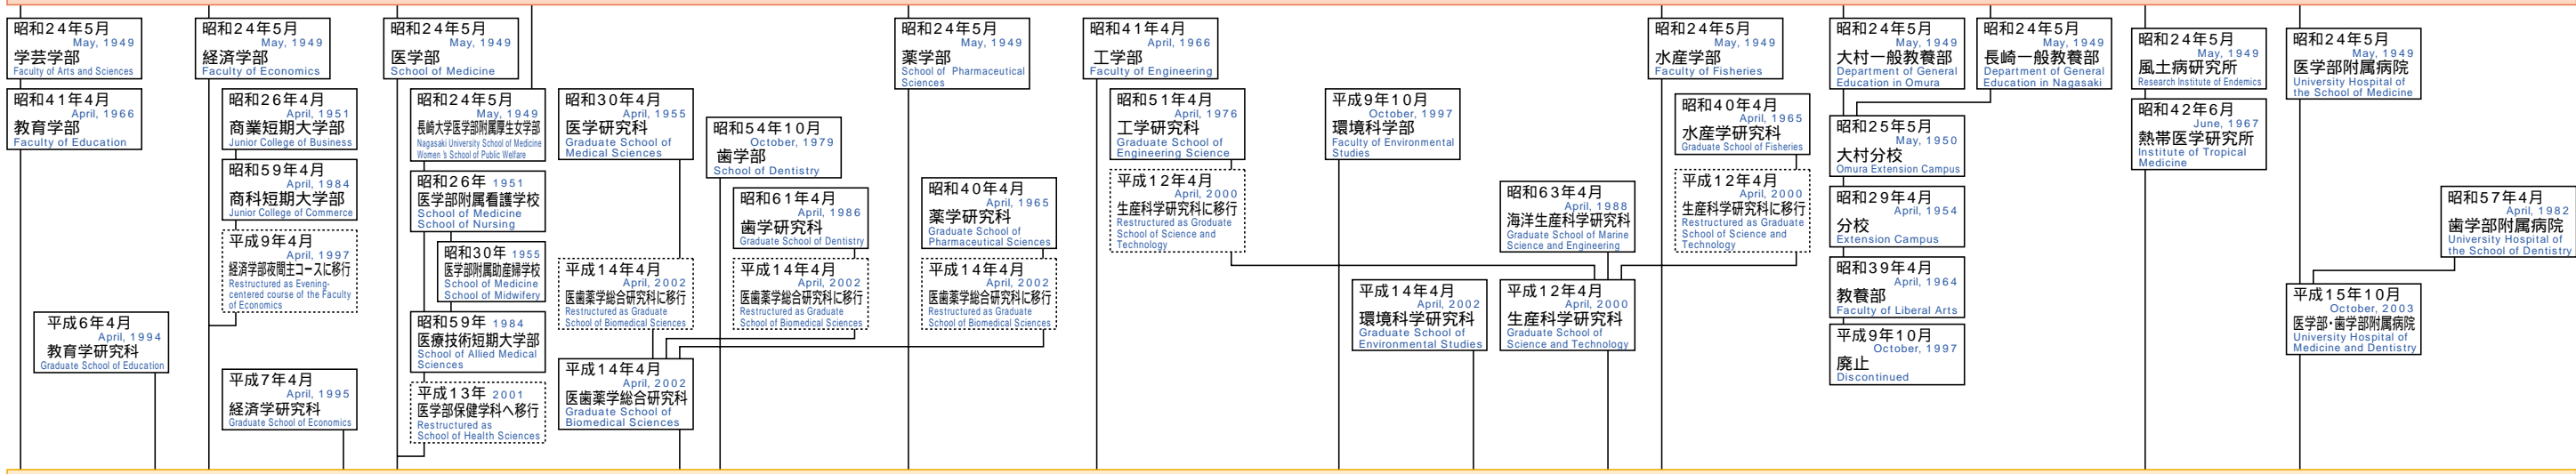 昭和24年5月
May, 1949
学芸学部
Faculty of Arts and Sciences
昭和41年4月
April, 1966
教育学部
Faculty of Education
平成6年4月
April, 1994
教育学研究科
Graduate School of Education
昭和24年5月
May, 1949
経済学部
Faculty of Economics
昭和26年4月
April, 1951
商業短期大学部
Junior College of Business
昭和59年4月
April, 1984
商科短期大学部
Junior College of Commerce
平成9年4月
April, 1997
経済学部夜間主コースに移行
Restructured as Evening-
centered course of the Faculty
of Economics
平成7年4月
April, 1995
経済学研究科
Graduate School of Economics
昭和24年5月
May, 1949
医学部
School of Medicine
昭和24年5月
May, 1949
長崎大学医学部附属厚生女学部
Nagasaki University School of Medicine
Women 's School of Public Welfare
昭和26年 1951
医学部附属看護学校
School of Medicine
School of Nursing
昭和30年 1955
医学部附属助産婦学校
School of Medicine
School of Midwifery
昭和59年 1984
医療技術短期大学部
School of Allied Medical
Sciences
平成13年 2001
医学部保健学科へ移行
Restructured as
School of Health Sciences
昭和30年4月
April, 1955
医学研究科
Graduate School of
Medical Sciences
平成14年4月
April, 2002
医歯薬学総合研究科に移行
Restructured as Graduate
School of Biomedical Sciences
平成14年4月
April, 2002
医歯薬学総合研究科
Graduate School of
Biomedical Sciences
昭和54年10月
October, 1979
歯学部
School of Dentistry
昭和61年4月
April, 1986
歯学研究科
Graduate School of Dentistry
平成14年4月
April, 2002
医歯薬学総合研究科に移行
Restructured as Graduate
School of Biomedical Sciences
昭和24年5月
May, 1949
薬学部
School of Pharmaceutical
Sciences
昭和40年4月
April, 1965
薬学研究科
Graduate School of
Pharmaceutical Sciences
平成14年4月
April, 2002
医歯薬学総合研究科に移行
Restructured as Graduate
School of Biomedical Sciences
昭和41年4月
April, 1966
工学部
Faculty of Engineering
昭和51年4月
April, 1976
工学研究科
Graduate School of
Engineering Science
平成12年4月
April, 2000
生産科学研究科に移行
Restructured as Graduate
School of Science and
Technology
平成9年10月
October, 1997
環境科学部
Faculty of Environmental
Studies
平成14年4月
April, 2002
環境科学研究科
Graduate School of
Environmental Studies
昭和63年4月
April, 1988
海洋生産科学研究科
Graduate School of Marine
Science and Engineering
平成12年4月
April, 2000
生産科学研究科
Graduate School of
Science and Technology
昭和24年5月
May, 1949
水産学部
Faculty of Fisheries
昭和40年4月
April, 1965
水産学研究科
Graduate School of Fisheries
平成12年4月
April, 2000
生産科学研究科に移行
Restructured as Graduate
School of Science and
Technology
昭和24年5月
May, 1949
大村一般教養部
Department of General
Education in Omura
昭和24年5月
May, 1949
長崎一般教養部
Department of General
Education in Nagasaki
昭和25年5月
May, 1950
大村分校
Omura Extension Campus
昭和29年4月
April, 1954
分校
Extension Campus
昭和39年4月
April, 1964
教養部
Faculty of Liberal Arts
平成9年10月
October, 1997
廃止
Discontinued
昭和24年5月
May, 1949
風土病研究所
Research Institute of Endemics
昭和42年6月
June, 1967
熱帯医学研究所
Institute of Tropical
Medicine
昭和24年5月
May, 1949
医学部附属病院
University Hospital of
the School of Medicine
昭和57年4月
April, 1982
歯学部附属病院
University Hospital of
the School of Dentistry
平成15年10月
October, 2003
医学部・歯学部附属病院
University Hospital of
Medicine and Dentistry